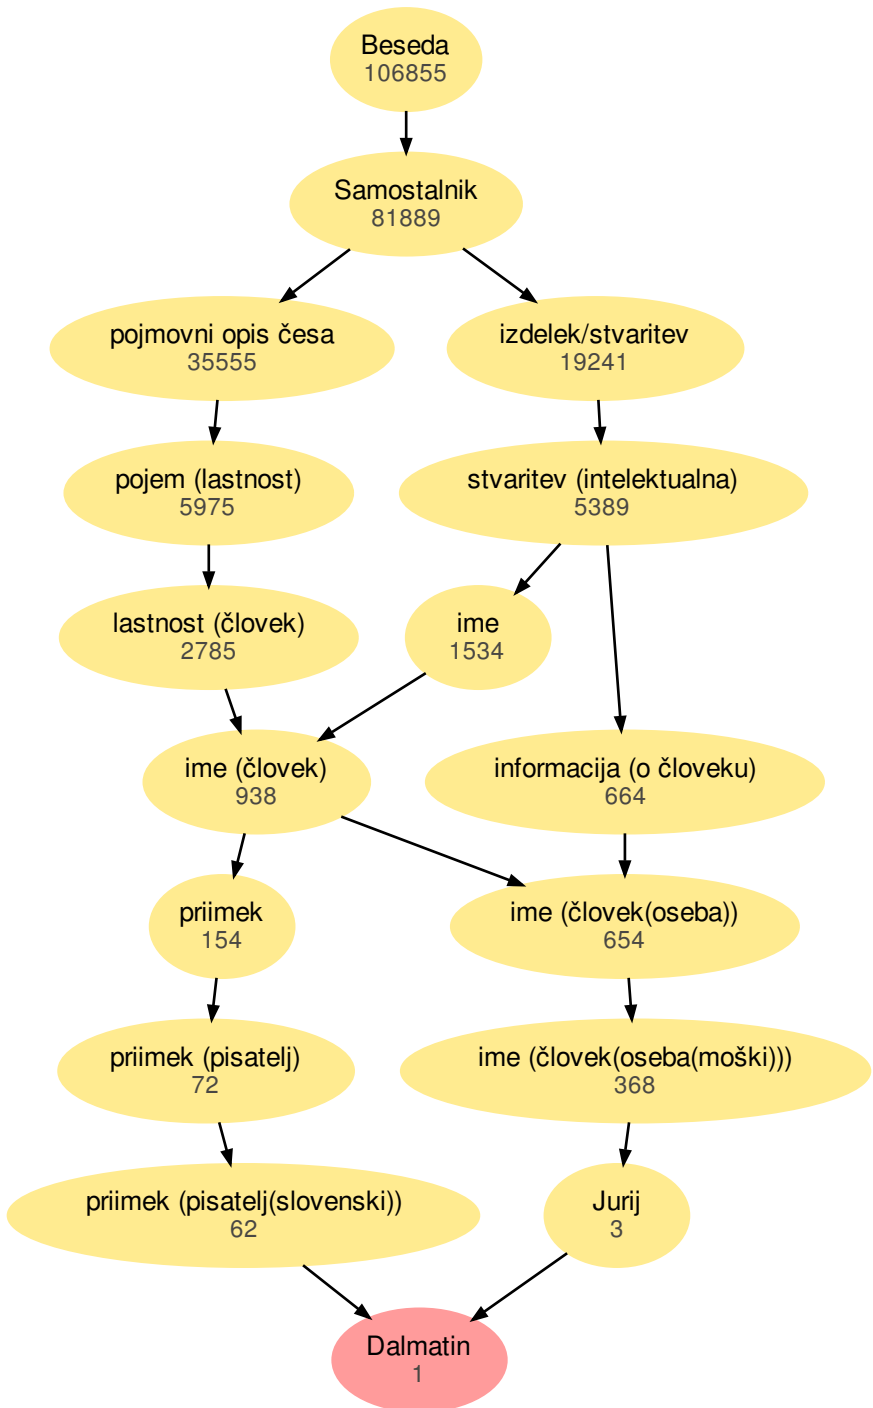 Beseda
106855
Samostalnik
81889
pojmovni opis česa
35555
izdelek/stvaritev
19241
pojem (lastnost)
5975
stvaritev (intelektualna)
5389
lastnost (človek)
2785
ime
1534
ime (človek)
938
informacija (o človeku)
664
priimek
154
ime (človek(oseba))
654
priimek (pisatelj)
72
ime (človek(oseba(moški)))
368
priimek (pisatelj(slovenski))
62
Jurij
3
Dalmatin
1